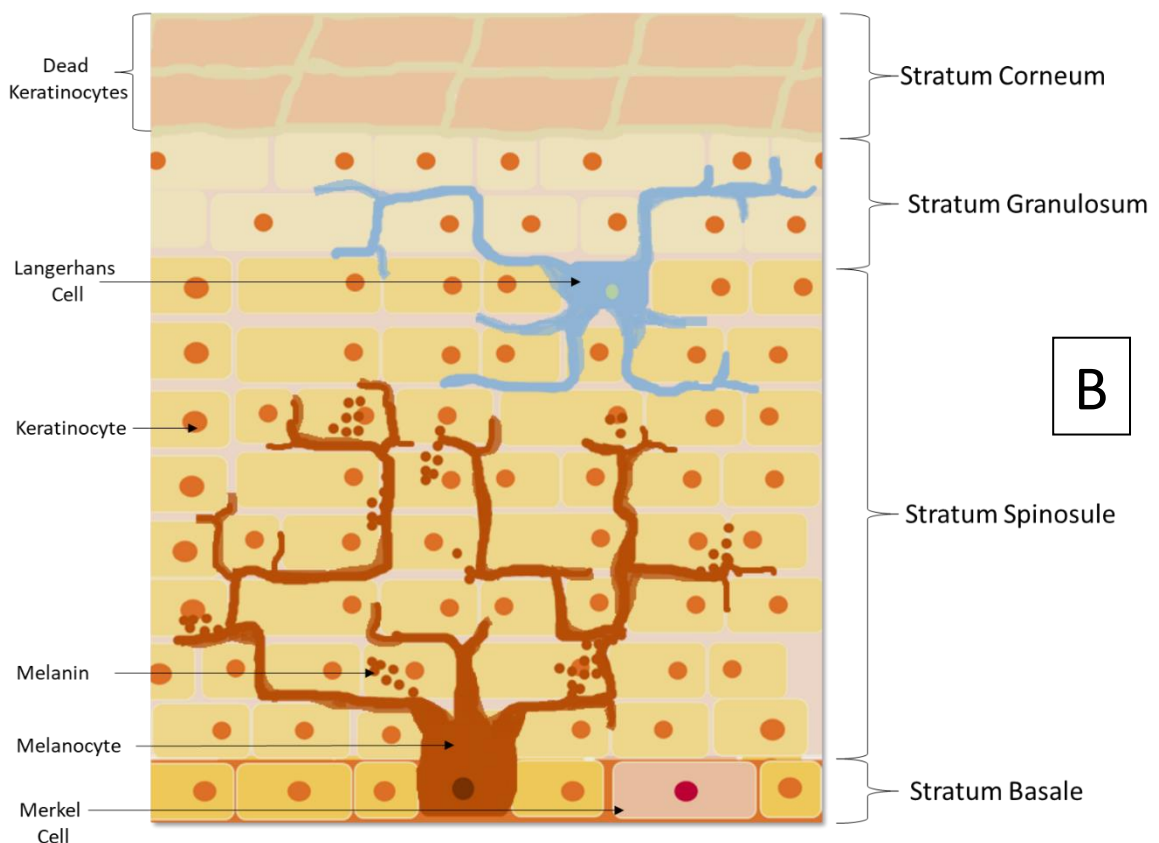 Dead
Keratinocytes
Stratum Corneum
Stratum Granulosum
Langerhans
Cell
B
Keratinocyte
Stratum Spinosule
Melanin
Melanocyte
Stratum Basale
Merkel
Cell